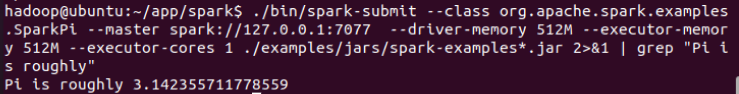 hadoop@ubuntu:~/app/spark$ ./bin/spark-submit --class org.apache.spark.examples
.SparkPi --master spark://127.0.0.1:7077  --driver-memory 512M --executor-memor
y 512M --executor-cores 1 ./examples/jars/spark-examples*.jar 2>&1 | grep "Pi i
s roughly"
Pi is roughly 3.142355711778559